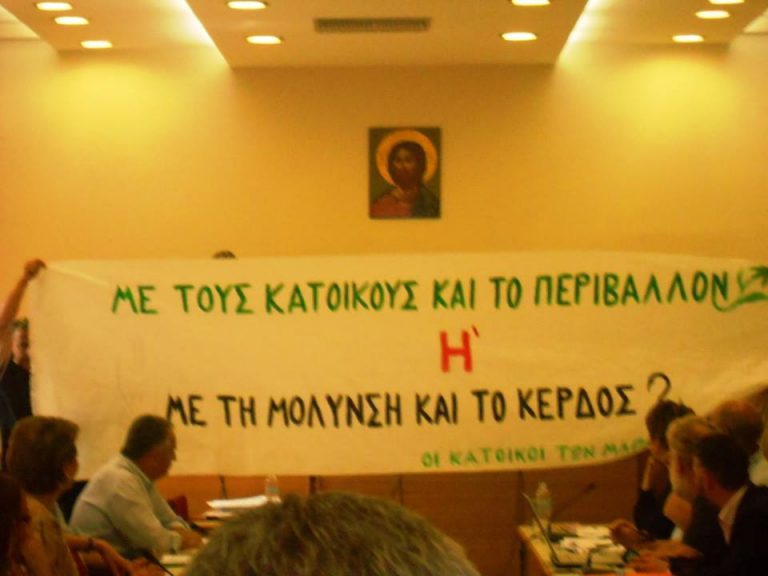 ΜΕ ΤΟΥΣ ΚΑΤΟΙΚΟΥΣ ΚΑΙ ΤΟ ΠΕΡΙΒΑΛΛΟΝ
Η`
ΜΕ ΤΗ ΜΟΛΥΝΣΗ ΚΑΙ ΤΟ ΚΕΡΔΟΣ ?
ΟΙ ΚΑΤΟΙΚΟΙ ΤΩΝ